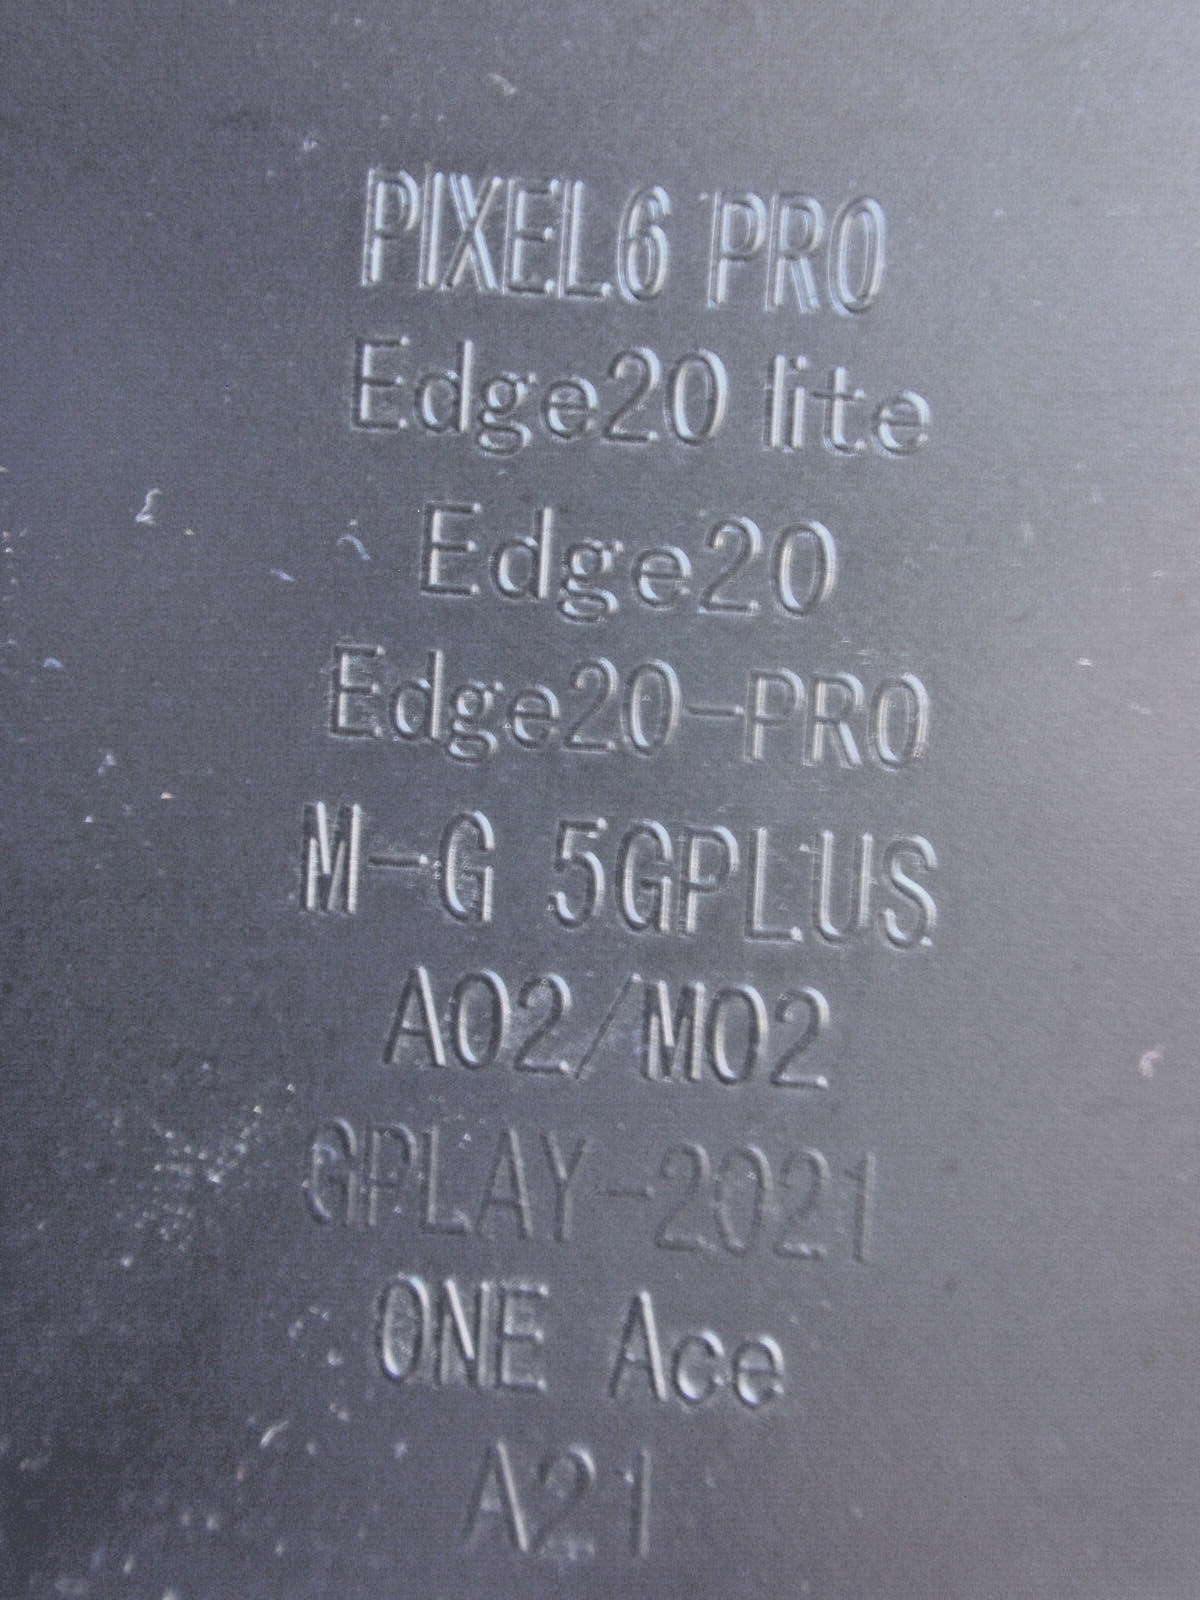 PIXEL6 PRO
Edge20 lite
Edge20
Edge20-PRO
M-G 5GPLUS
A02/M02
GPLAY-2021
ONE Ace
A21